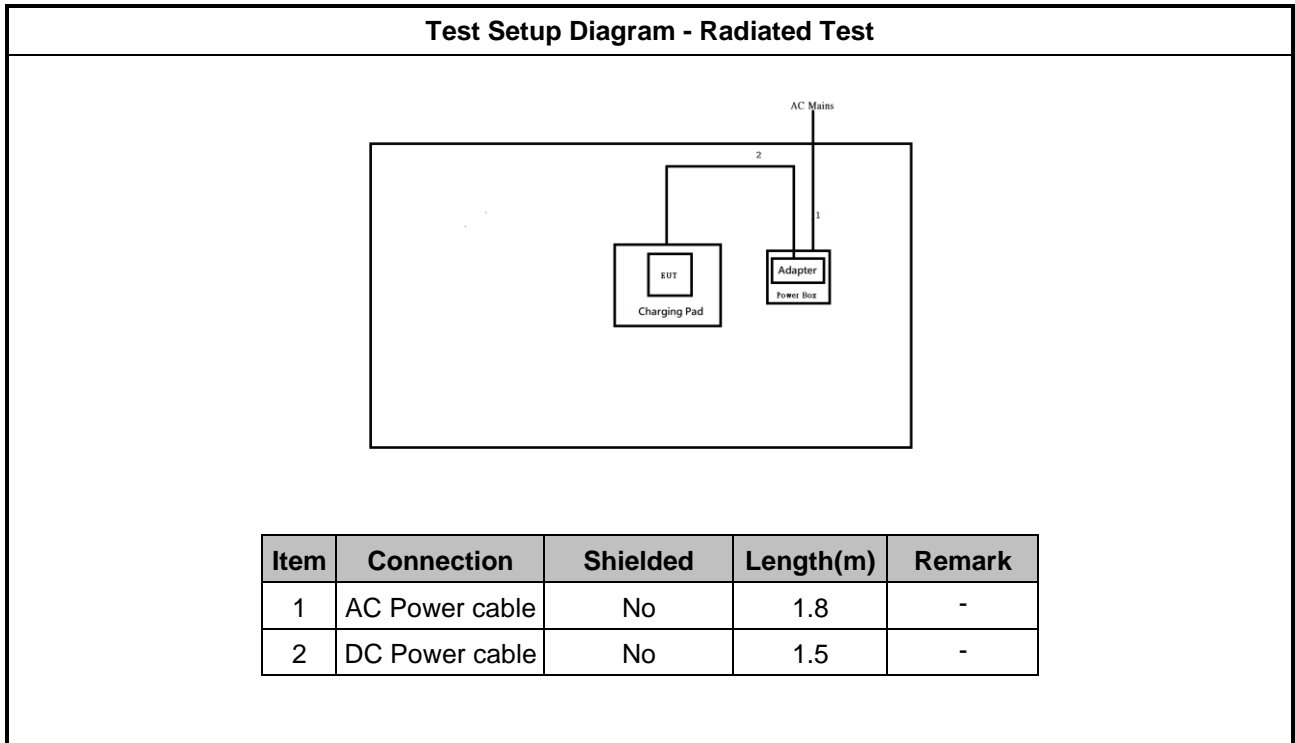 Test Setup Diagram - Radiated Test
AC Mains
2
1
EUT
Charging Pad
Adapter
Power Box
Item Connection Shielded Length(m) Remark
1 AC Power cable No 1.8 -
2 DC Power cable No 1.5 -